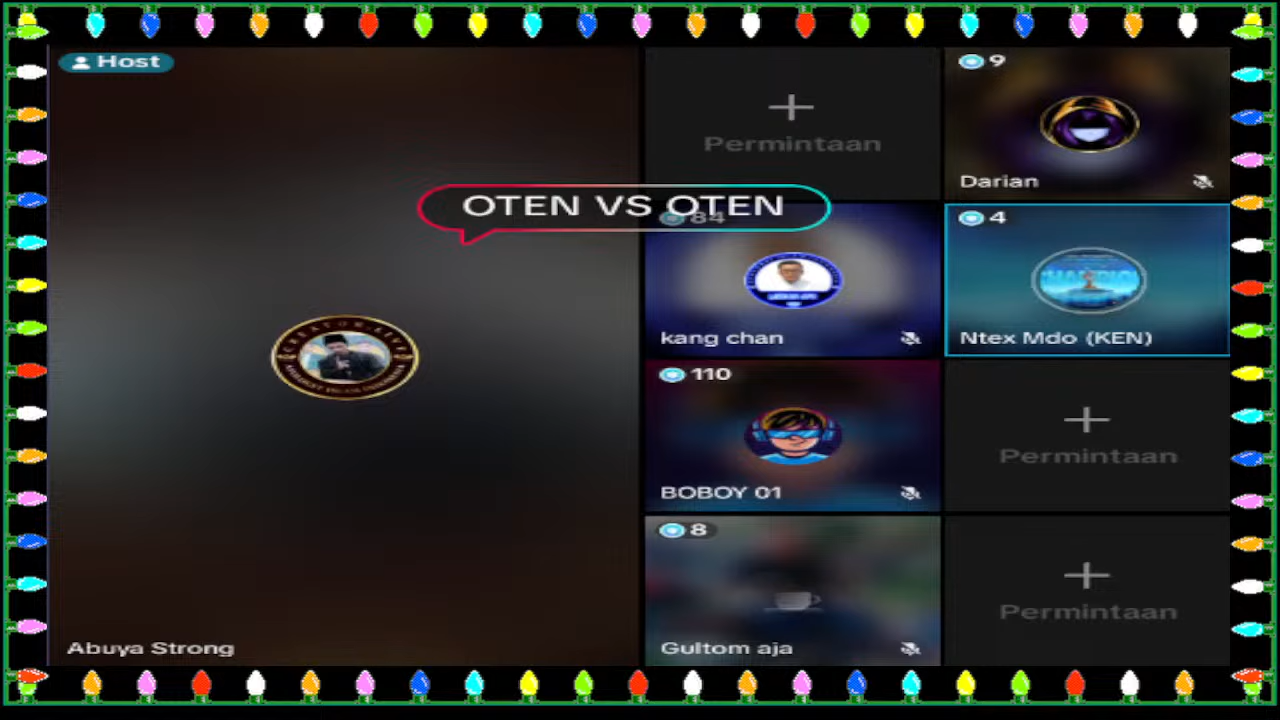 Host
Permintaan
9
Darian
OTEN VS OTEN
84
kang chan
4
Ntex Mdo (KEN)
110
BOBOY 01
Permintaan
8
Gultom aja
Permintaan
Abuya Strong